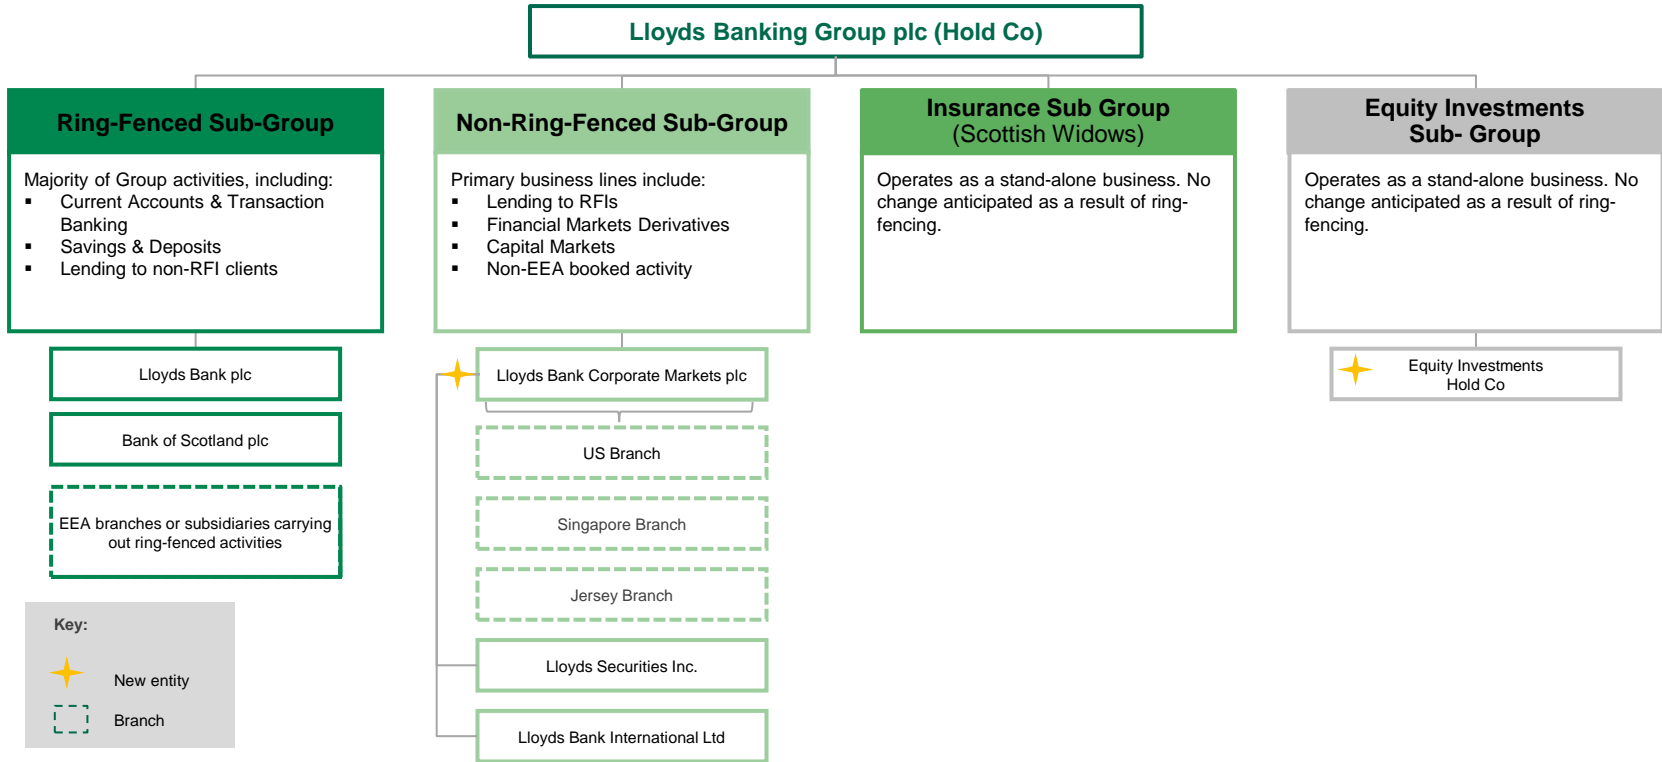 Lloyds Banking Group plc (Hold Co)
Ring-Fenced Sub-Group
Majority of Group activities, including:
▪ Current Accounts & Transaction
Banking
▪ Savings & Deposits
▪ Lending to non-RFI clients
Lloyds Bank plc
Bank of Scotland plc
EEA branches or subsidiaries carrying
out ring-fenced activities
Non-Ring-Fenced Sub-Group
Primary business lines include:
▪ Lending to RFIs
▪ Financial Markets Derivatives
▪ Capital Markets
▪ Non-EEA booked activity
Lloyds Bank Corporate Markets plc
US Branch
Singapore Branch
Jersey Branch
Lloyds Securities Inc.
Lloyds Bank International Ltd
Insurance Sub Group
(Scottish Widows)
Operates as a stand-alone business. No
change anticipated as a result of ring-
fencing.
Equity Investments
Sub- Group
Operates as a stand-alone business. No
change anticipated as a result of ring-
fencing.
Equity Investments
Hold Co
Key:
New entity
Branch